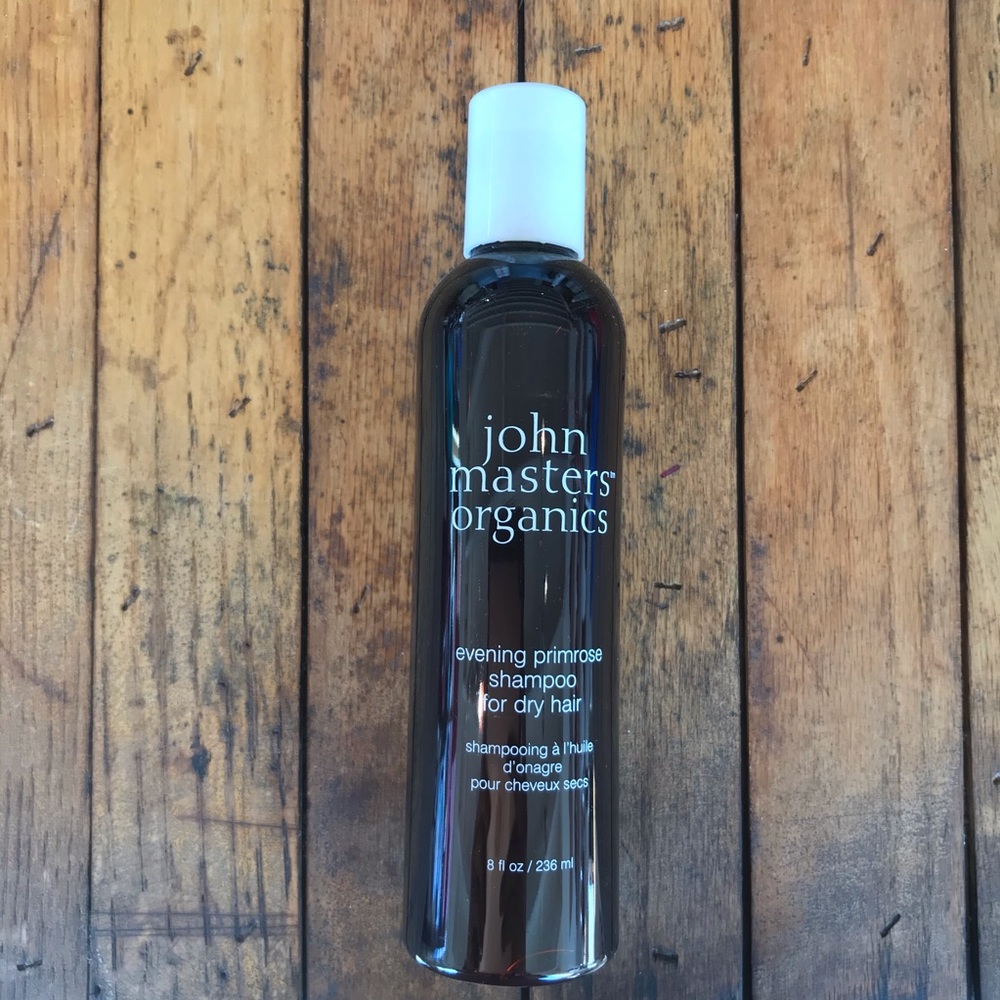 john
masters™
organics
evening primrose
shampoo
for dry hair
shampooing à l'huile
d'onagre
pour cheveux secs
8 fl oz / 236 ml